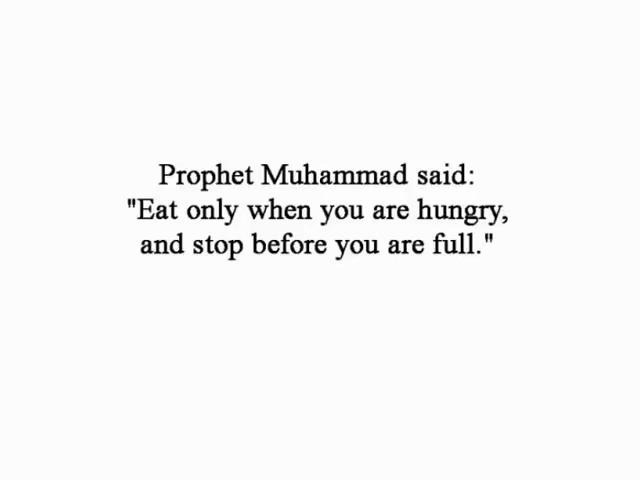 Prophet Muhammad said:
"Eat only when you are hungry,
and stop before you are full."